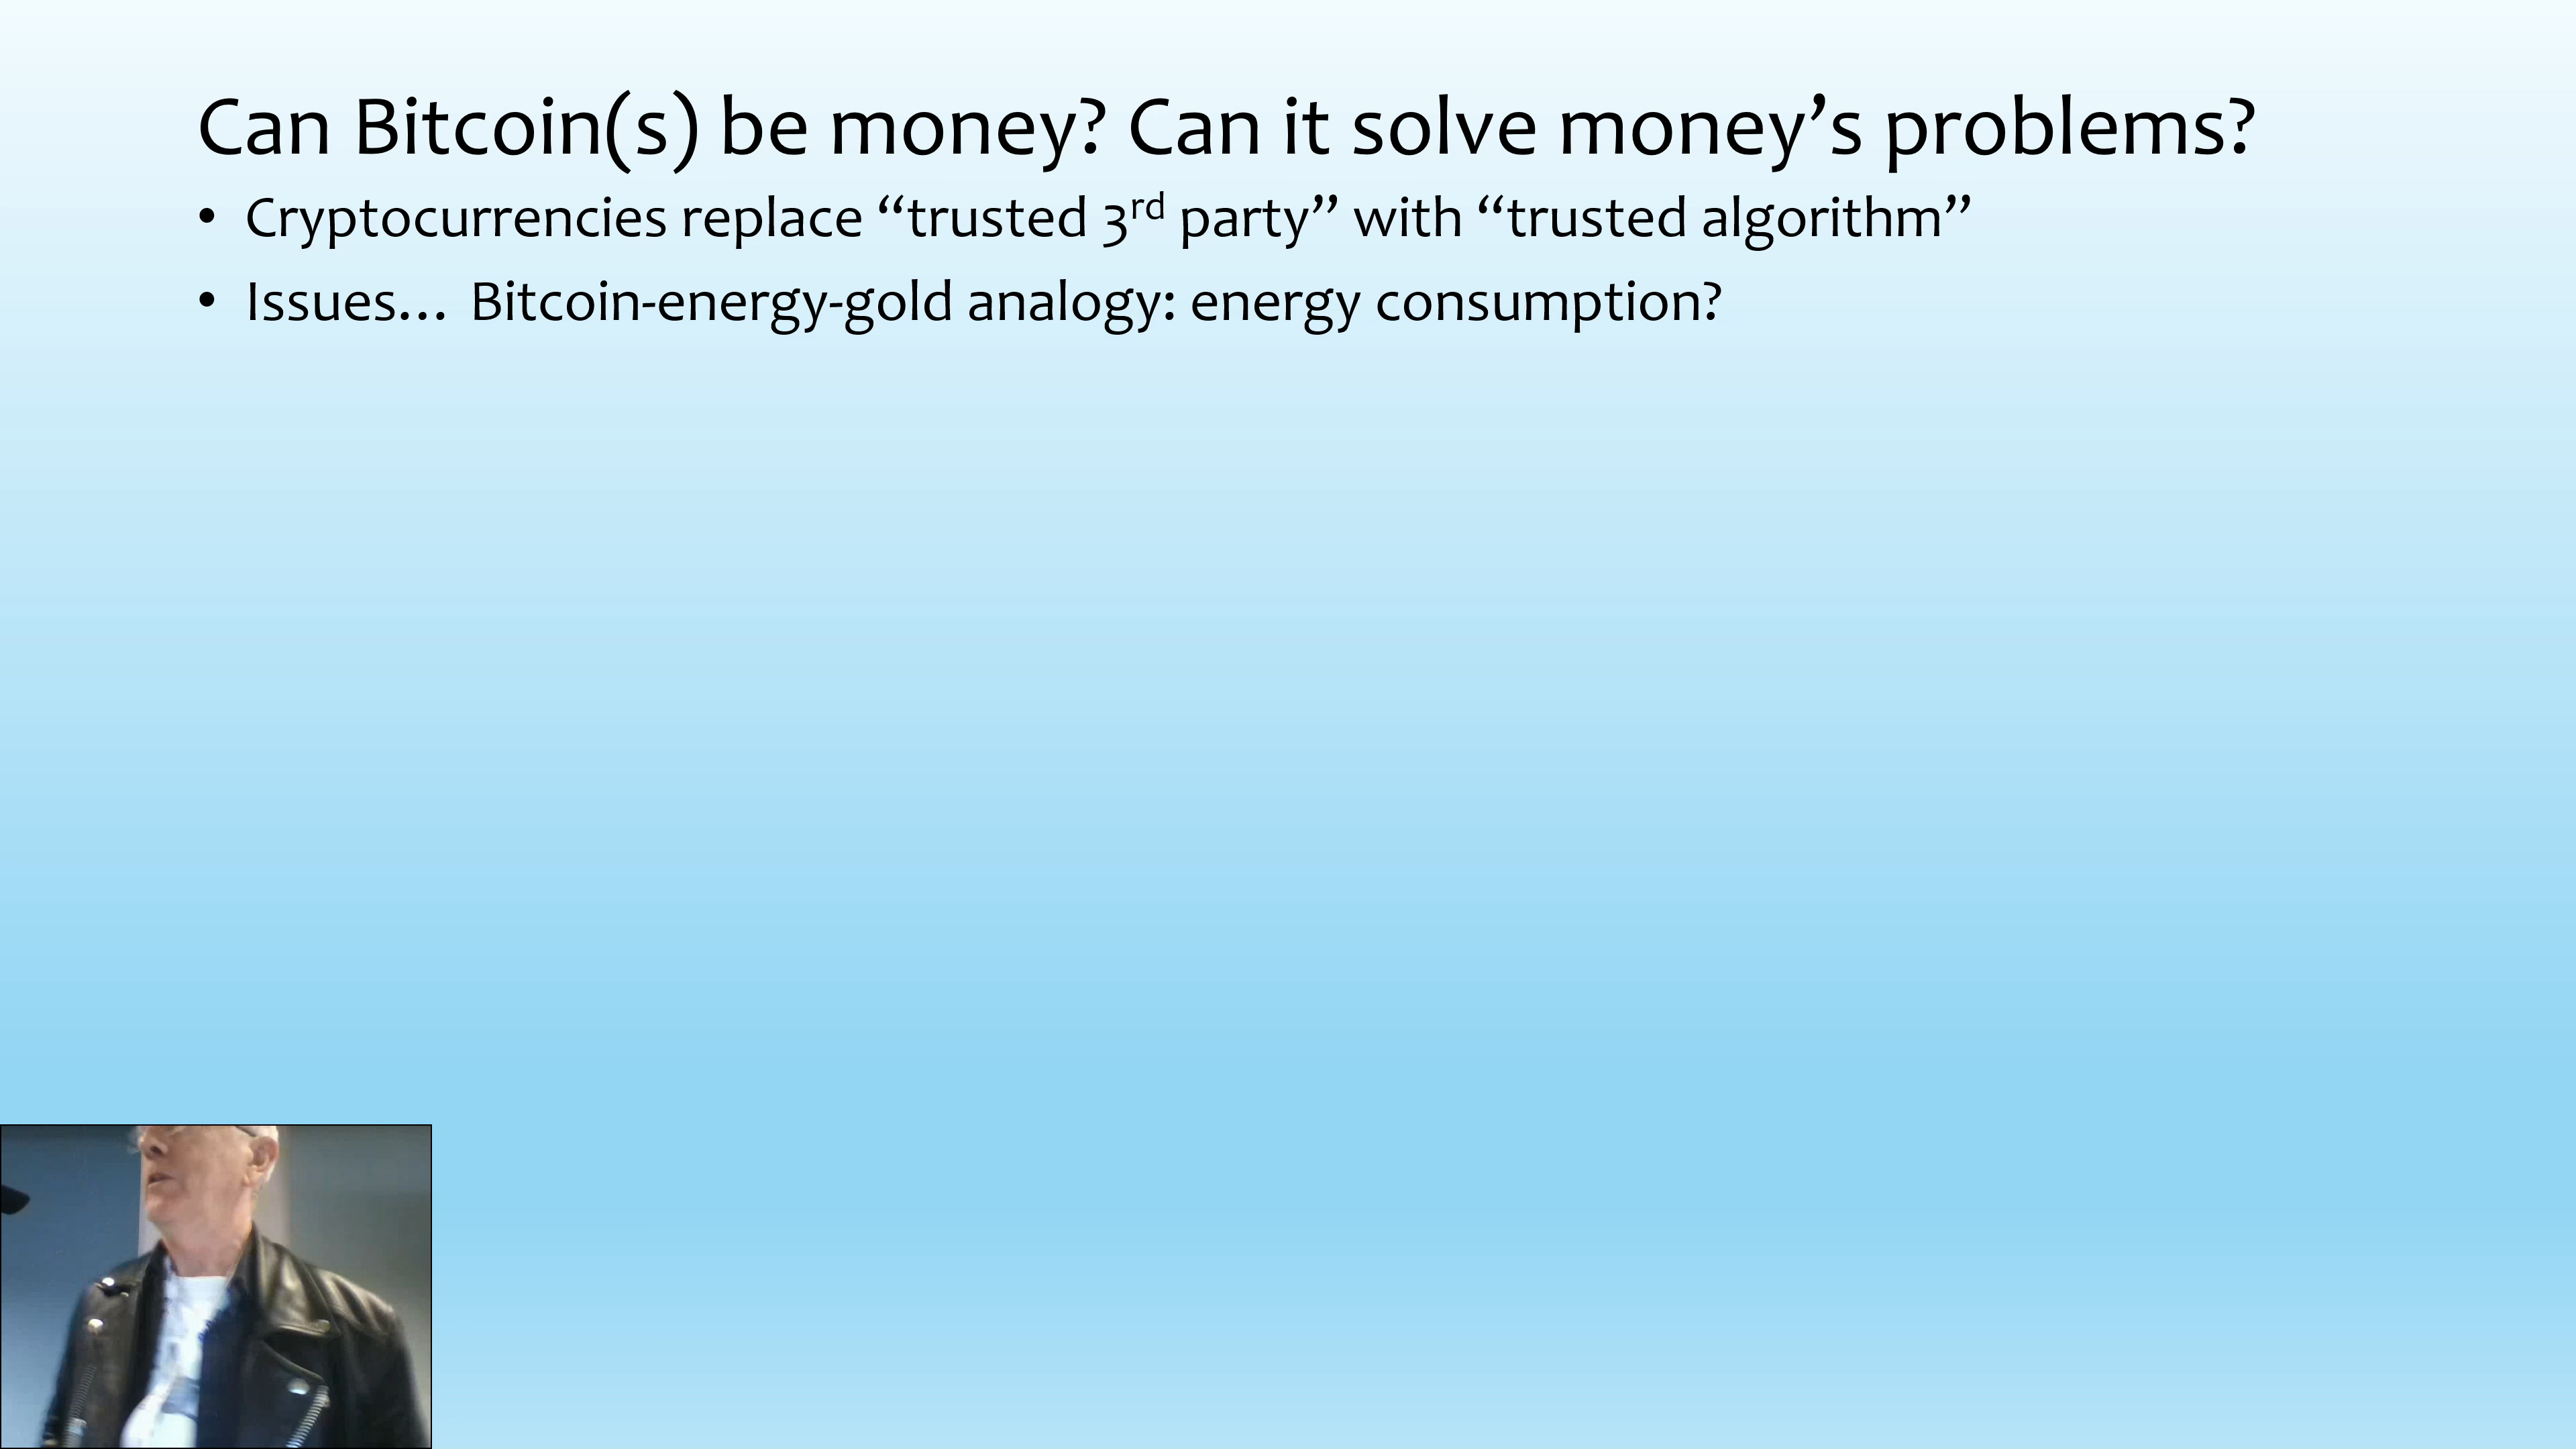 Can Bitcoin(s) be money? Can it solve money’s problems?
• Cryptocurrencies replace “trusted 3rd party” with “trusted algorithm”
• Issues… Bitcoin-energy-gold analogy: energy consumption?